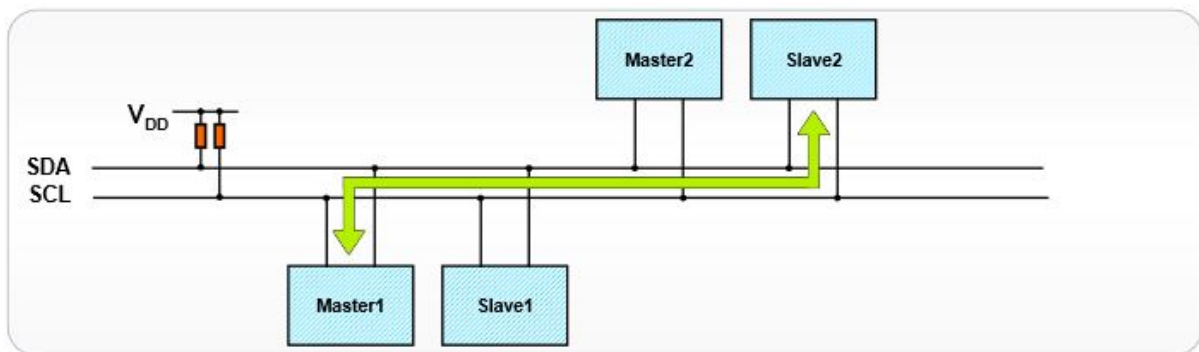 Master2
Slave2
VDD
SDA
SCL
Master1
Slave1